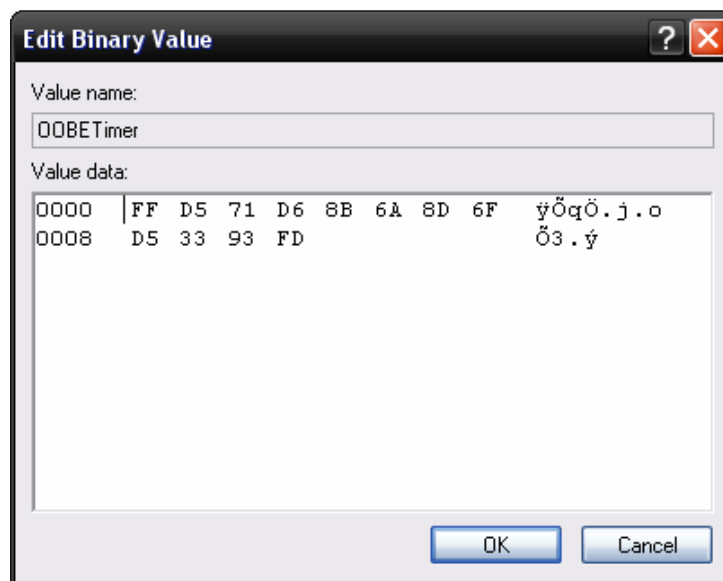 Edit Binary Value
?
Value name:
OOBETimer
Value data:
0000 FF D5 71 D6 8B 6A 8D 6F ÿÕqÖ.j.o
0008 D5 33 93 FD Õ3.ý
OK Cancel